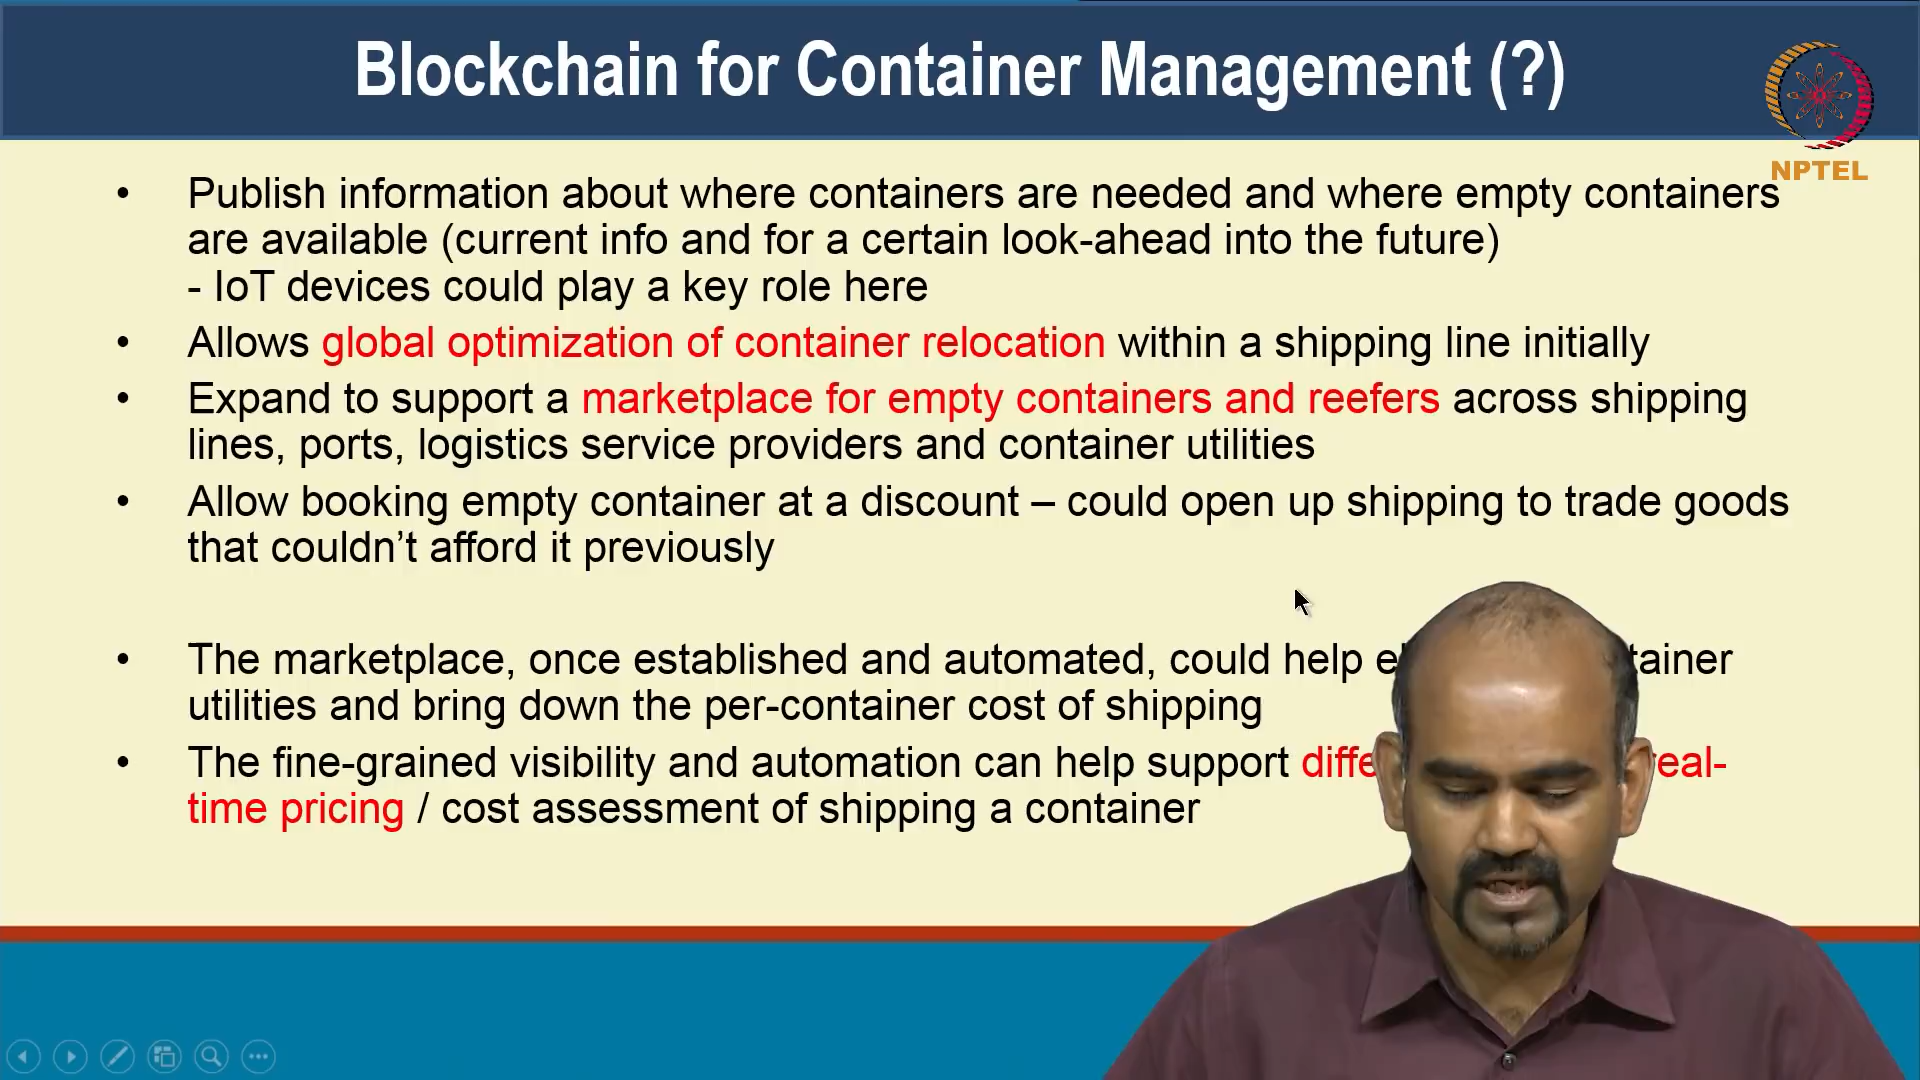 Blockchain for Container Management (?)
NPTEL
• Publish information about where containers are needed and where empty containers
are available (current info and for a certain look-ahead into the future)
- IoT devices could play a key role here
• Allows global optimization of container relocation within a shipping line initially
• Expand to support a marketplace for empty containers and reefers across shipping
lines, ports, logistics service providers and container utilities
• Allow booking empty container at a discount – could open up shipping to trade goods
that couldn't afford it previously
• The marketplace, once established and automated, could help
utilities and bring down the per-container cost of shipping
• The fine-grained visibility and automation can help support
time pricing / cost assessment of shipping a container